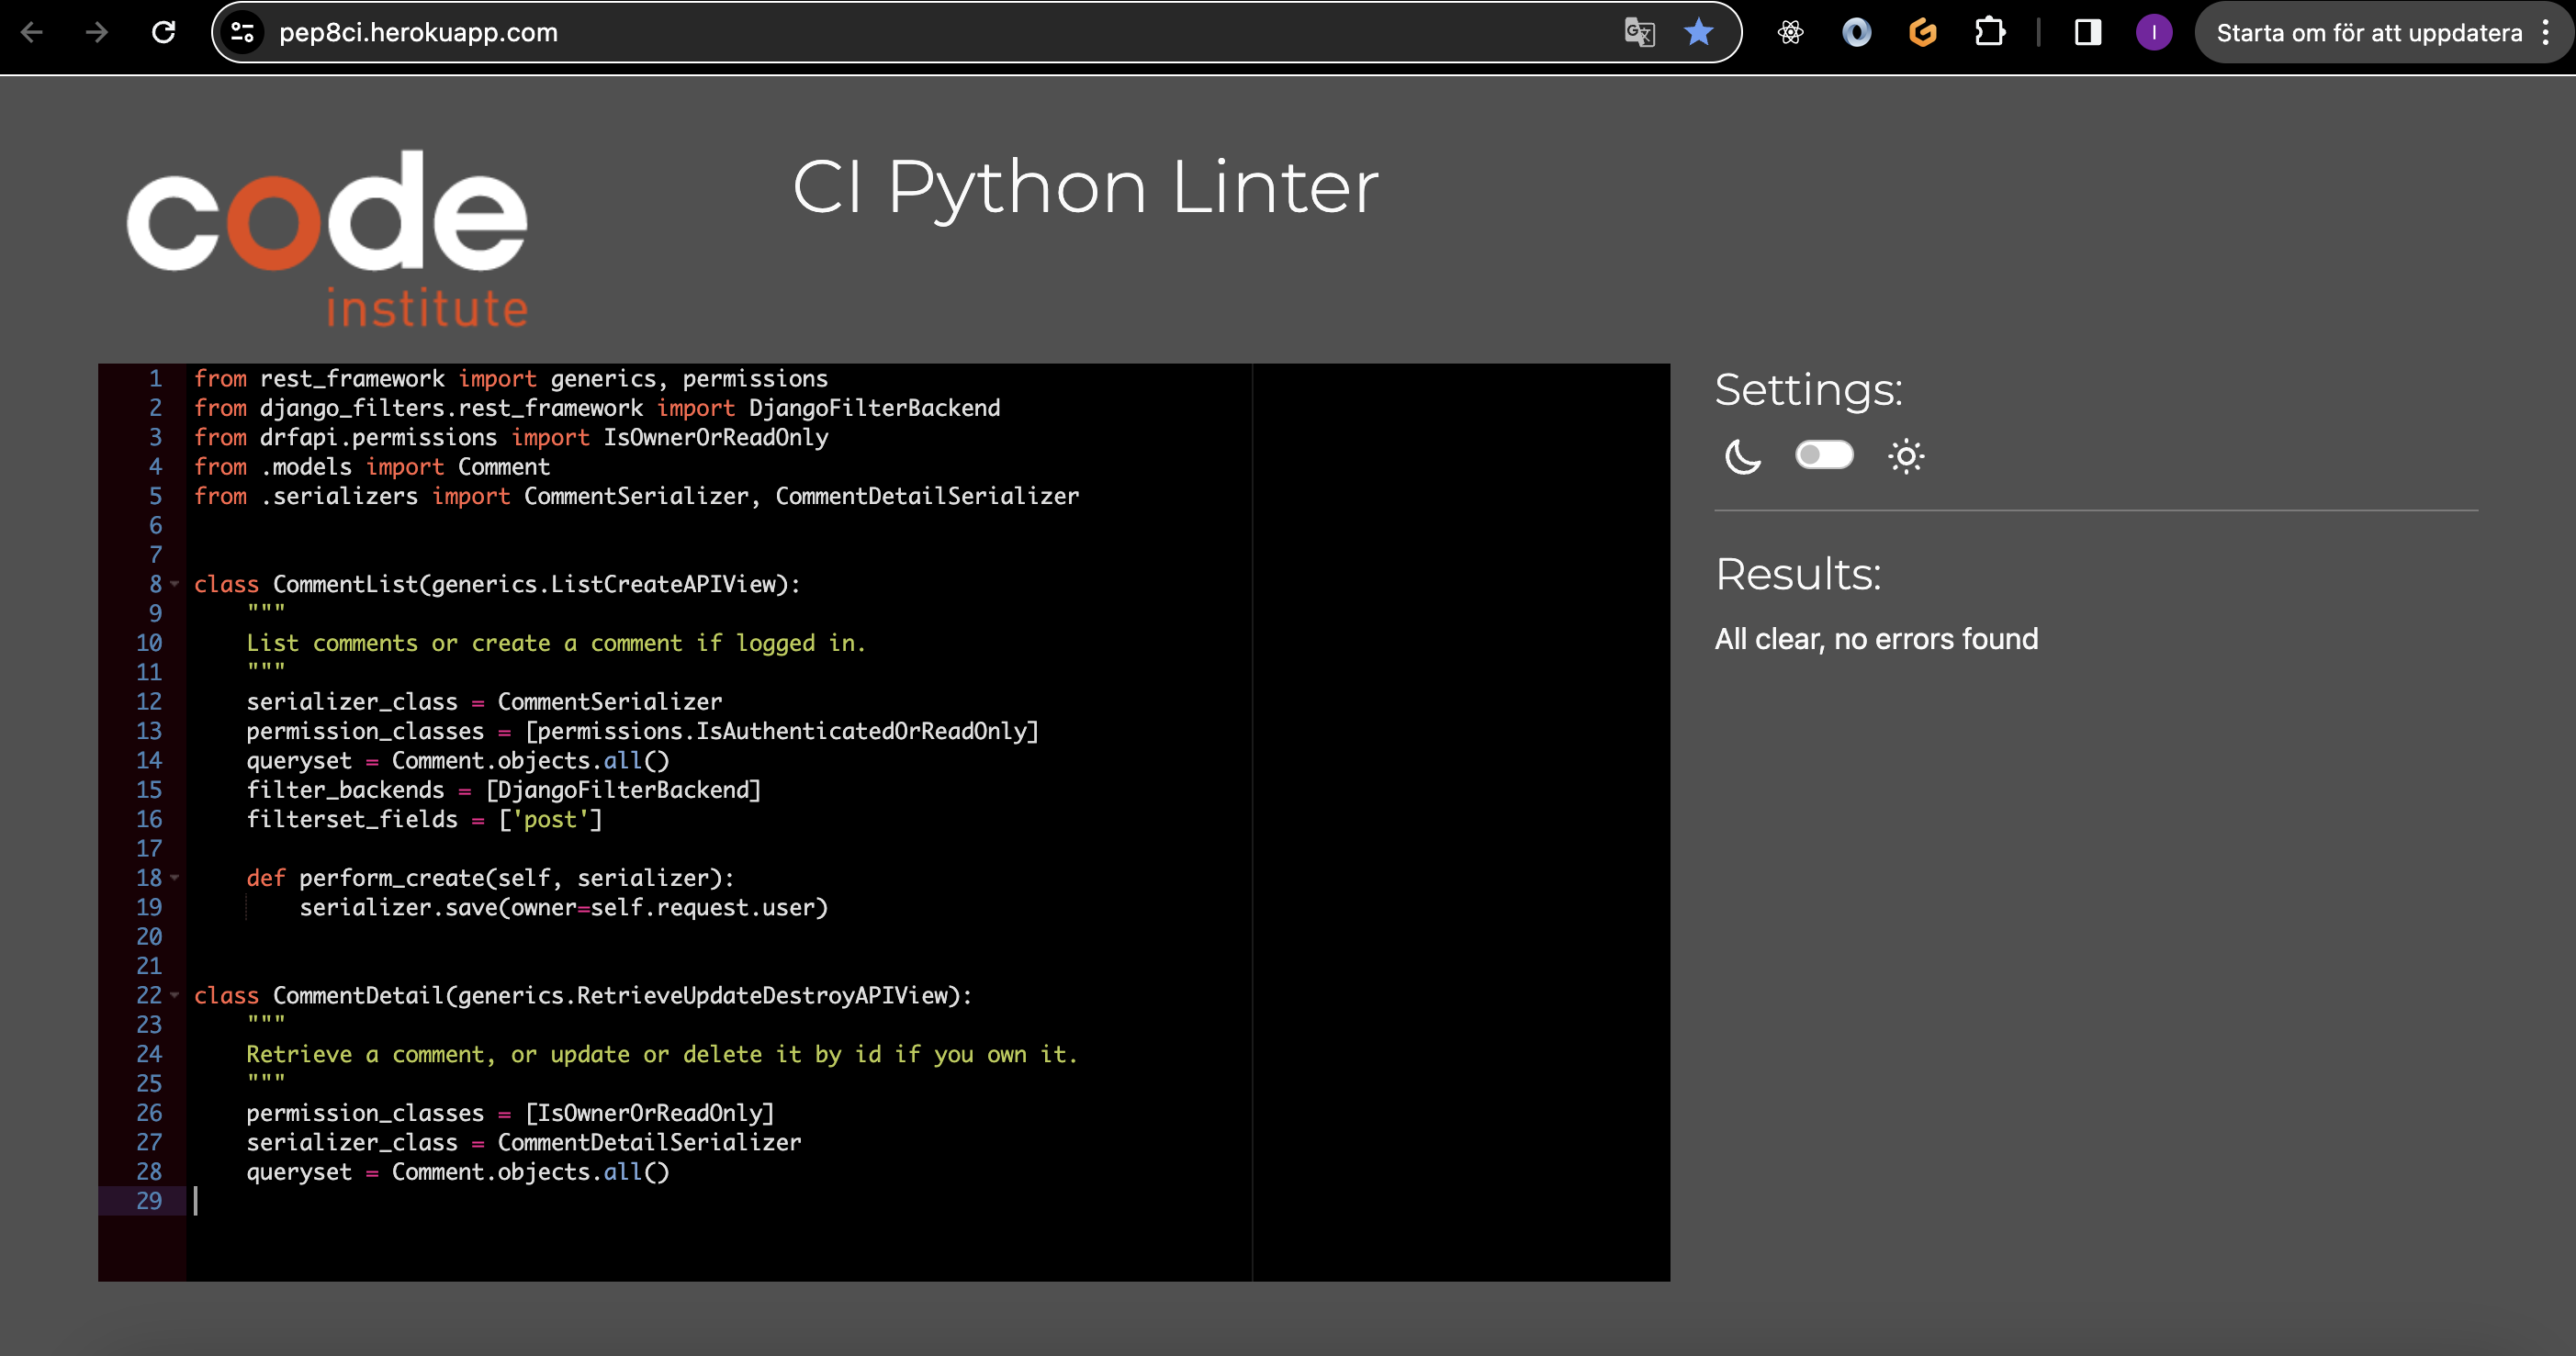 pep8ci.herokuapp.com
I
Starta om för att uppdatera
code
institute
CI Python Linter
1 from rest_framework import generics, permissions
2 from django_filters.rest_framework import DjangoFilterBackend
3 from drfapi.permissions import IsOwnerOrReadOnly
4 from .models import Comment
5 from .serializers import CommentSerializer, CommentDetailSerializer
6
7
8 class CommentList(generics.ListCreateAPIView):
9     """
10     List comments or create a comment if logged in.
11     """
12     serializer_class = CommentSerializer
13     permission_classes = [permissions.IsAuthenticatedOrReadOnly]
14     queryset = Comment.objects.all()
15     filter_backends = [DjangoFilterBackend]
16     filterset_fields = ['post']
17
18     def perform_create(self, serializer):
19         serializer.save(owner=self.request.user)
20
21
22 class CommentDetail(generics.RetrieveUpdateDestroyAPIView):
23     """
24     Retrieve a comment, or update or delete it by id if you own it.
25     """
26     permission_classes = [IsOwnerOrReadOnly]
27     serializer_class = CommentDetailSerializer
28     queryset = Comment.objects.all()
29
Settings:
Results:
All clear, no errors found